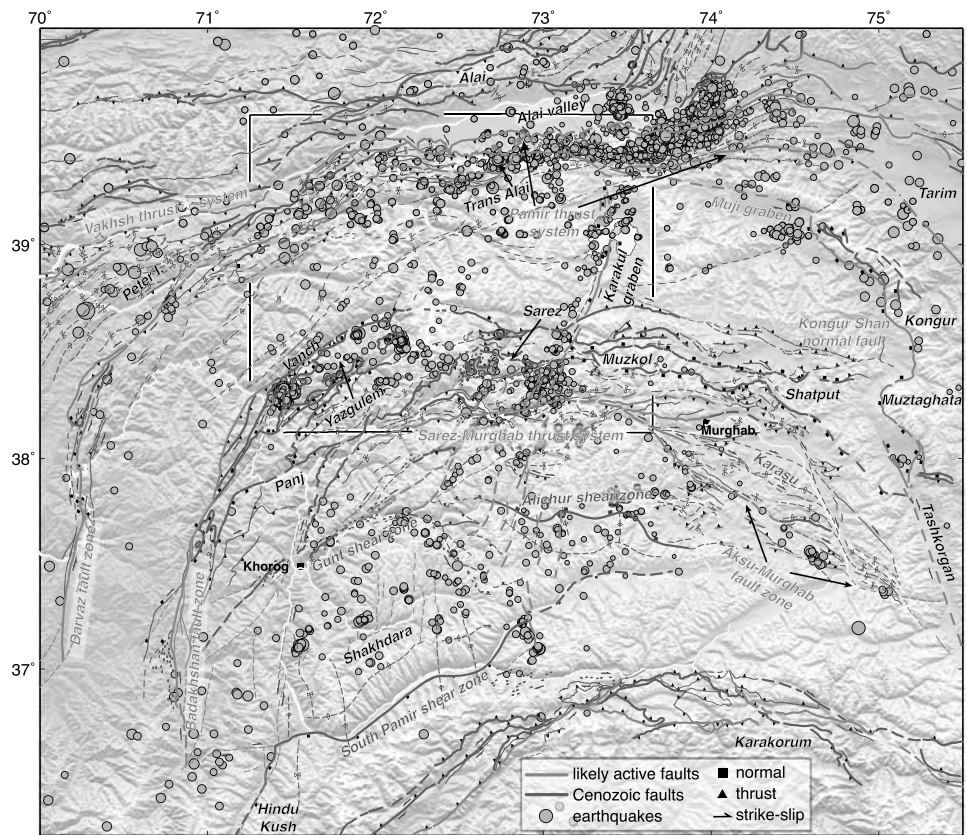 70° 71° 72° 73° 74° 75°
Alai
Alai valley
Trans Alai
Vakhsh thrust system
Pamir thrust
system
Muji graben
Tarim
39°
Peter I.
Karakul
graben
Sarez
Kongur Shan
normal fault
Kongur
Vanch
Muzkol
Yazgulem
Shatput
Muztaghata
Sarez-Murghab thrust system
Murghab
38°
Panj
Karasu
Alichur shear zone
Gunt shear zone
Khorog
Tashkorgan
Aksu-Murghab
fault zone
Darvaz fault zone
Badakhshan fault zone
Shakhdara
37°
South Pamir shear zone
Karakorum
Hindu
Kush
likely active faults
Cenozoic faults
earthquakes
normal
thrust
strike-slip